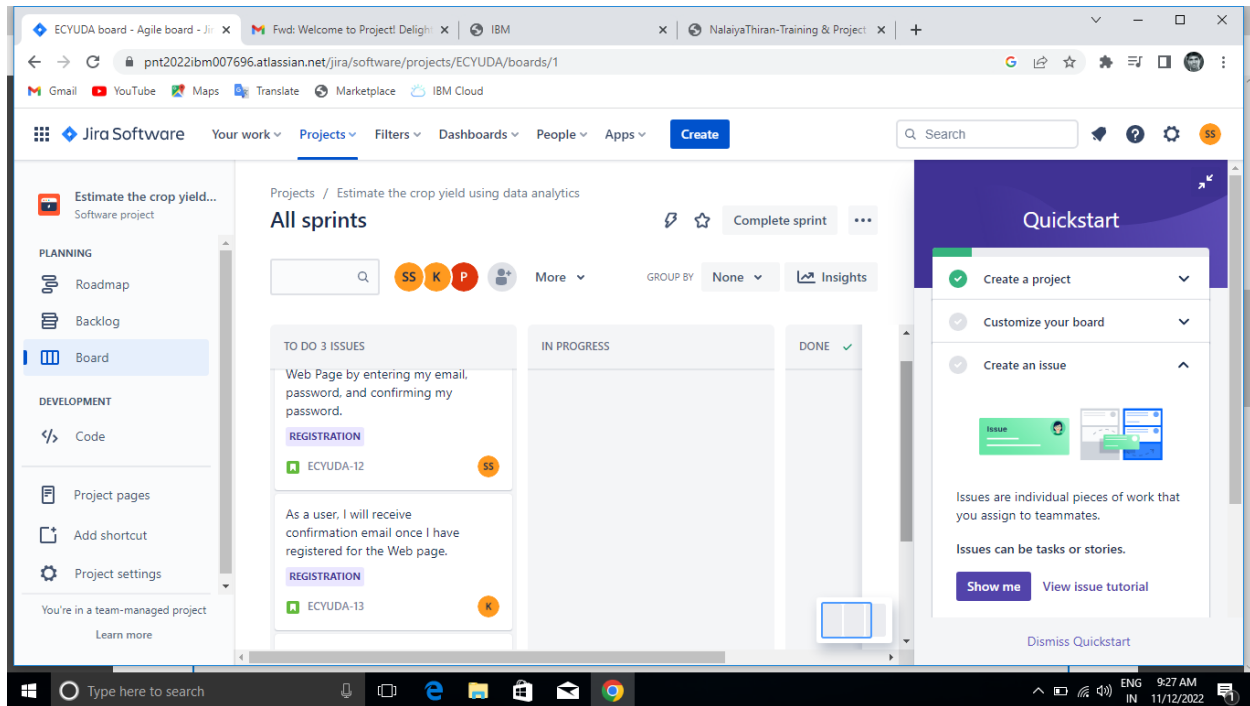 ECYUDA board - Agile board - Jir
Fwd: Welcome to Project! Deligh
IBM
NalaiyaThiran-Training & Project
pnt2022ibm007696.atlassian.net/jira/software/projects/ECYUDA/boards/1
Gmail YouTube Maps Translate Marketplace IBM Cloud
Jira Software Your work Projects Filters Dashboards People Apps Create Search SS
Estimate the crop yield...
Software project
PLANNING
Roadmap
Backlog
Board
DEVELOPMENT
Code
Project pages
Add shortcut
Project settings
You're in a team-managed project
Learn more
Projects / Estimate the crop yield using data analytics
All sprints
Complete sprint
SS K P More GROUP BY None Insights
TO DO 3 ISSUES
Web Page by entering my email,
password, and confirming my
password.
REGISTRATION
ECYUDA-12 SS
As a user, I will receive
confirmation email once I have
registered for the Web page.
REGISTRATION
ECYUDA-13 K
IN PROGRESS
DONE
Quickstart
Create a project
Customize your board
Create an issue
Issue
Issues are individual pieces of work that
you assign to teammates.
Issues can be tasks or stories.
Show me View issue tutorial
Dismiss Quickstart
Type here to search
ENG
IN
9:27 AM
11/12/2022
1